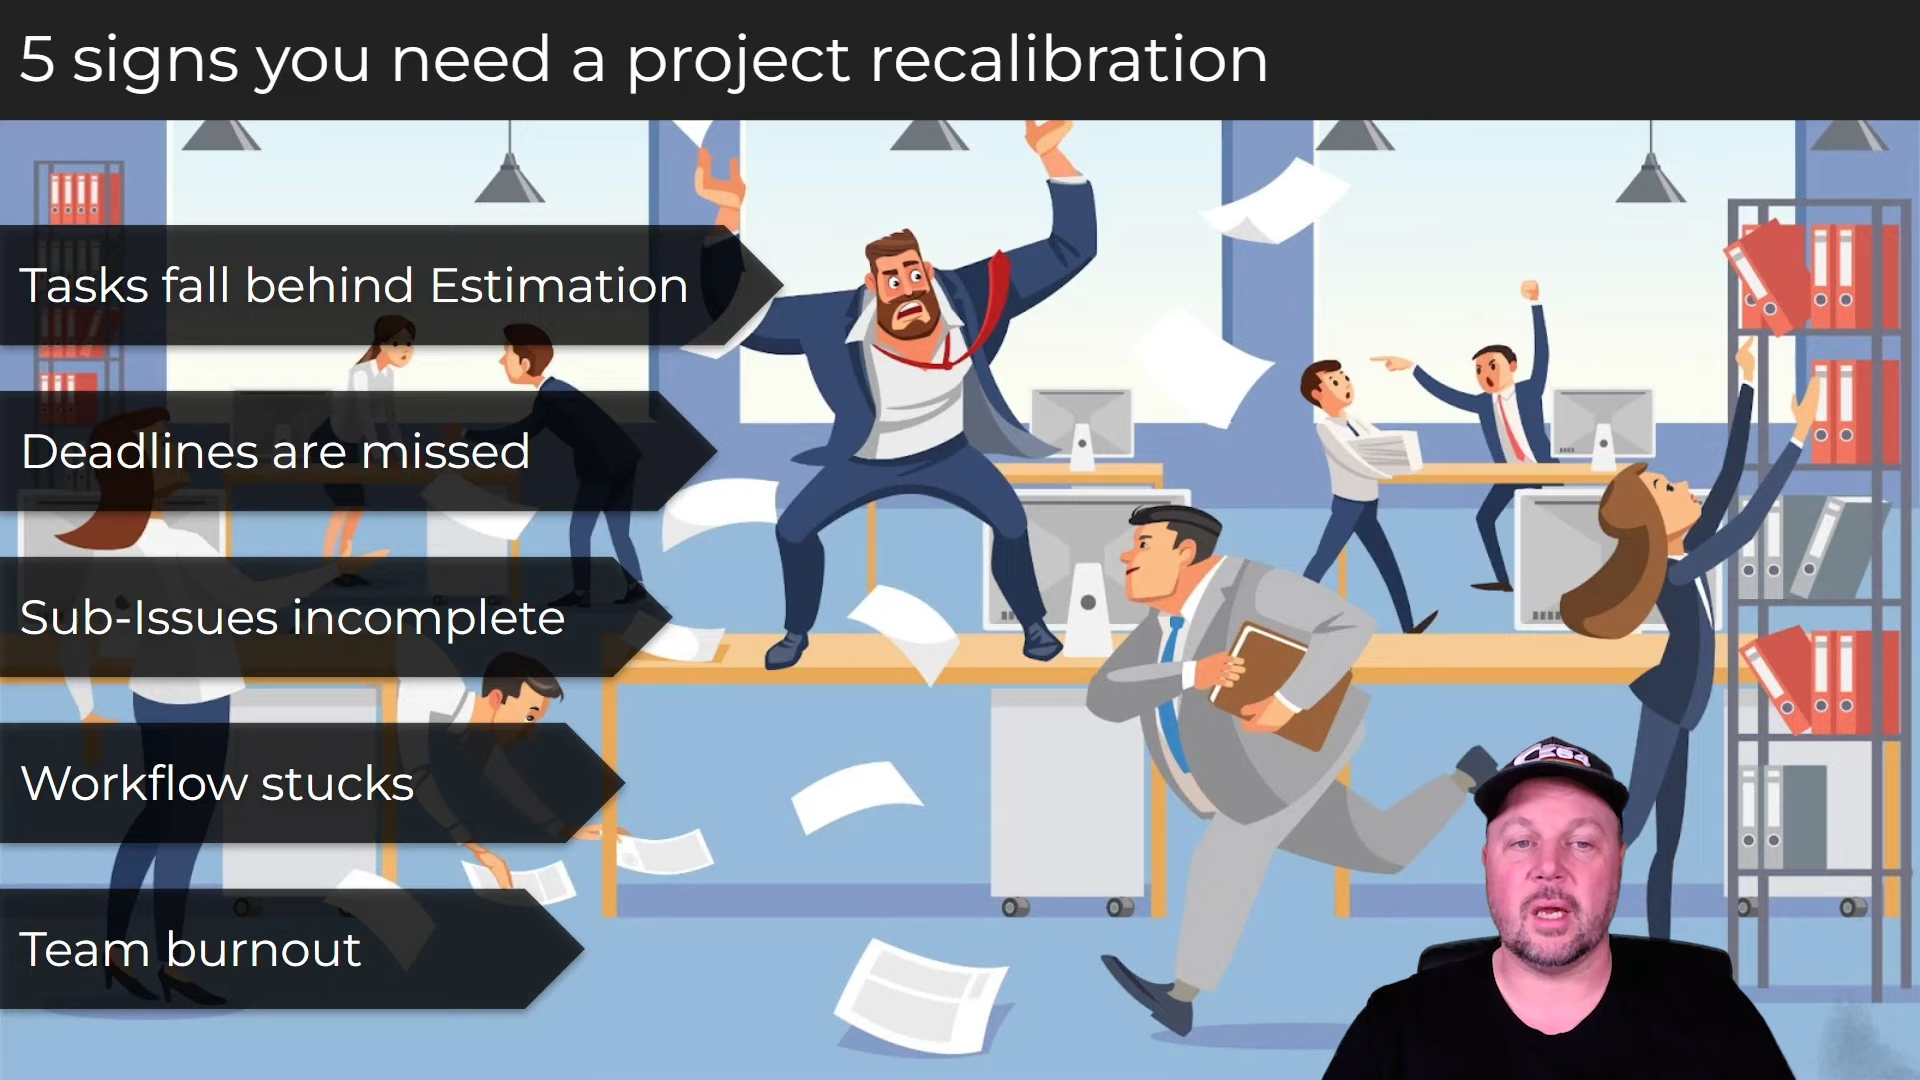 5 signs you need a project recalibration
Tasks fall behind Estimation
Deadlines are missed
Sub-Issues incomplete
Workflow stucks
Team burnout